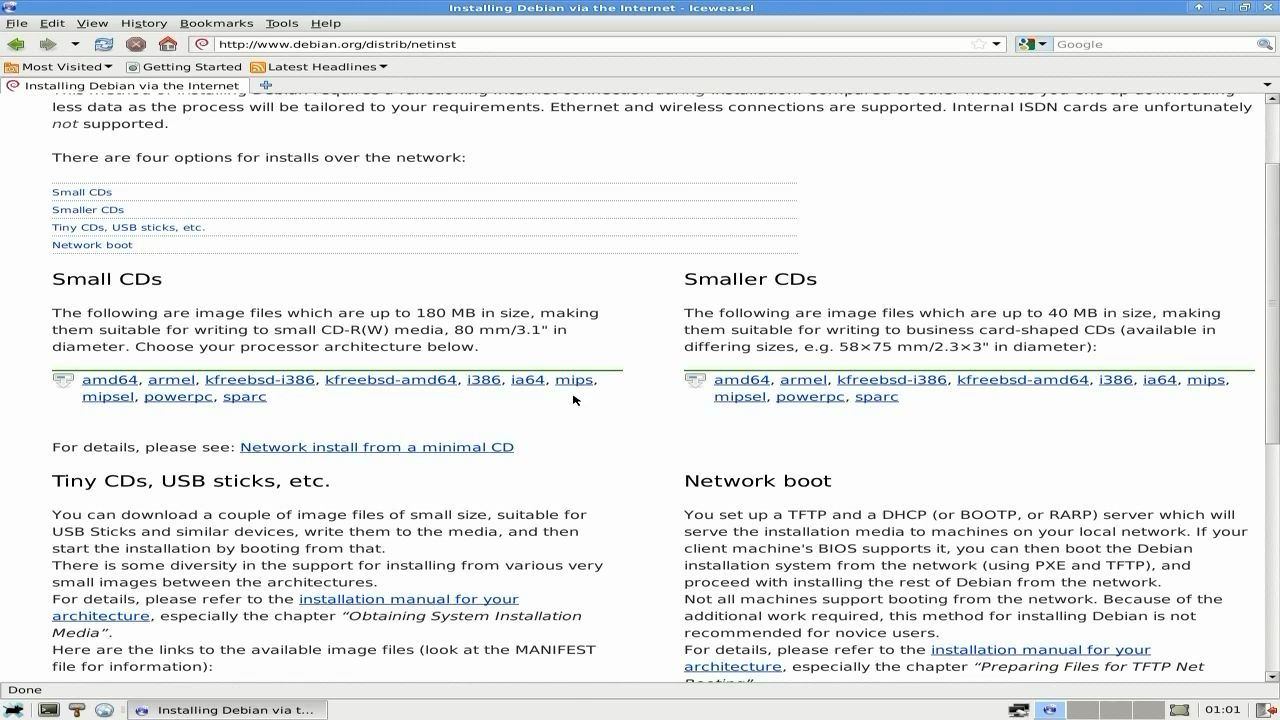 Installing Debian via the Internet - Iceweasel
File Edit View History Bookmarks Tools Help
http://www.debian.org/distrib/netinst
Google
Most Visited Getting Started Latest Headlines
Installing Debian via the Internet
less data as the process will be tailored to your requirements. Ethernet and wireless connections are supported. Internal ISDN cards are unfortunately
not supported.
There are four options for installs over the network:
Small CDs
Smaller CDs
Tiny CDs, USB sticks, etc.
Network boot
Small CDs
The following are image files which are up to 180 MB in size, making
them suitable for writing to small CD-R(W) media, 80 mm/3.1" in
diameter. Choose your processor architecture below.
amd64, armel, kfreebsd-i386, kfreebsd-amd64, i386, ia64, mips,
mipsel, powerpc, sparc
For details, please see: Network install from a minimal CD
Smaller CDs
The following are image files which are up to 40 MB in size, making
them suitable for writing to business card-shaped CDs (available in
differing sizes, e.g. 58×75 mm/2.3×3" in diameter):
amd64, armel, kfreebsd-i386, kfreebsd-amd64, i386, ia64, mips,
mipsel, powerpc, sparc
Tiny CDs, USB sticks, etc.
You can download a couple of image files of small size, suitable for
USB Sticks and similar devices, write them to the media, and then
start the installation by booting from that.
There is some diversity in the support for installing from various very
small images between the architectures.
For details, please refer to the installation manual for your
architecture, especially the chapter “Obtaining System Installation
Media”.
Here are the links to the available image files (look at the MANIFEST
file for information):
Network boot
You set up a TFTP and a DHCP (or BOOTP, or RARP) server which will
serve the installation media to machines on your local network. If your
client machine's BIOS supports it, you can then boot the Debian
installation system from the network (using PXE and TFTP), and
proceed with installing the rest of Debian from the network.
Not all machines support booting from the network. Because of the
additional work required, this method for installing Debian is not
recommended for novice users.
For details, please refer to the installation manual for your
architecture, especially the chapter “Preparing Files for TFTP Net
Done
Installing Debian via t...
01:01